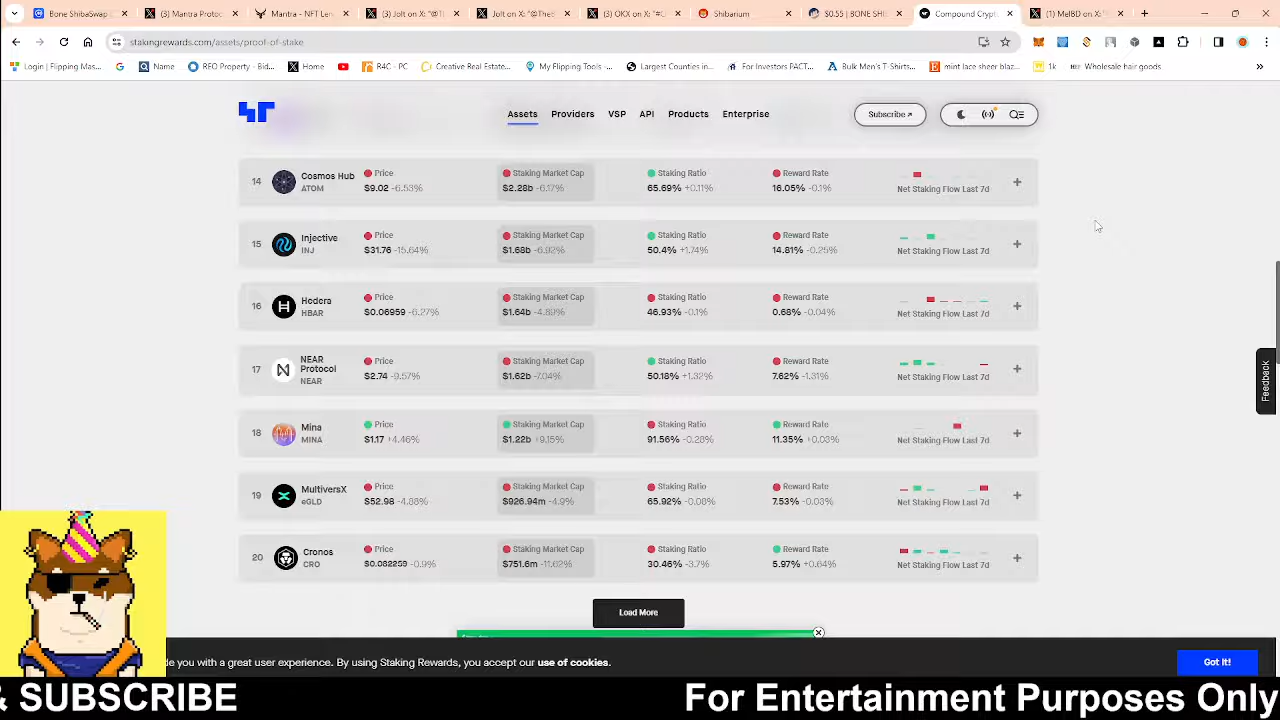 Bone ShibaSwap
(3) Mantra Protoc
Mantra - NFT Len
(3) Jolt on X: "@
Jolt on X: "@The
(3) OKX on X: "#
Shibarium
$0.55 BONE S
Compound Crypt
(1) MelBD on X:
stakingrewards.com/assets/proof-of-stake
Login | Flipping Mas...
Name
REO Property - Bid...
Home
R4C - PC
Creative Real Estate...
My Flipping Tools ...
Largest Counties in...
For Investors PACT...
Bulk Men's T-Shirts...
mint lace sheer blaz...
1k
Wholesale hair goods
Assets
Providers
VSP
API
Products
Enterprise
Subscribe
14
Cosmos Hub
ATOM
Price
$9.02 -6.53%
Staking Market Cap
$2.28b -6.17%
Staking Ratio
65.69% +0.11%
Reward Rate
16.05% -0.1%
Net Staking Flow Last 7d
+
15
Injective
INJ
Price
$31.76 -15.64%
Staking Market Cap
$1.68b -6.92%
Staking Ratio
50.4% +1.74%
Reward Rate
14.81% -0.25%
Net Staking Flow Last 7d
+
16
Hedera
HBAR
Price
$0.06959 -6.27%
Staking Market Cap
$1.64b -4.89%
Staking Ratio
46.93% -0.1%
Reward Rate
0.68% -0.04%
Net Staking Flow Last 7d
+
17
NEAR
Protocol
NEAR
Price
$2.74 -9.57%
Staking Market Cap
$1.62b -7.04%
Staking Ratio
50.18% +1.32%
Reward Rate
7.62% -1.31%
Net Staking Flow Last 7d
+
18
Mina
MINA
Price
$1.17 +4.46%
Staking Market Cap
$1.22b +9.15%
Staking Ratio
91.56% -0.28%
Reward Rate
11.35% +0.03%
Net Staking Flow Last 7d
+
19
MultiversX
eGLD
Price
$52.98 -4.88%
Staking Market Cap
$926.94m -4.9%
Staking Ratio
65.92% -0.08%
Reward Rate
7.53% -0.03%
Net Staking Flow Last 7d
+
20
Cronos
CRO
Price
$0.082259 -0.9%
Staking Market Cap
$751.6m -11.62%
Staking Ratio
30.46% -3.7%
Reward Rate
5.97% +0.64%
Net Staking Flow Last 7d
+
Feedback
Load More
de you with a great user experience. By using Staking Rewards, you accept our use of cookies.
Got It!
& SUBSCRIBE
For Entertainment Purposes Only